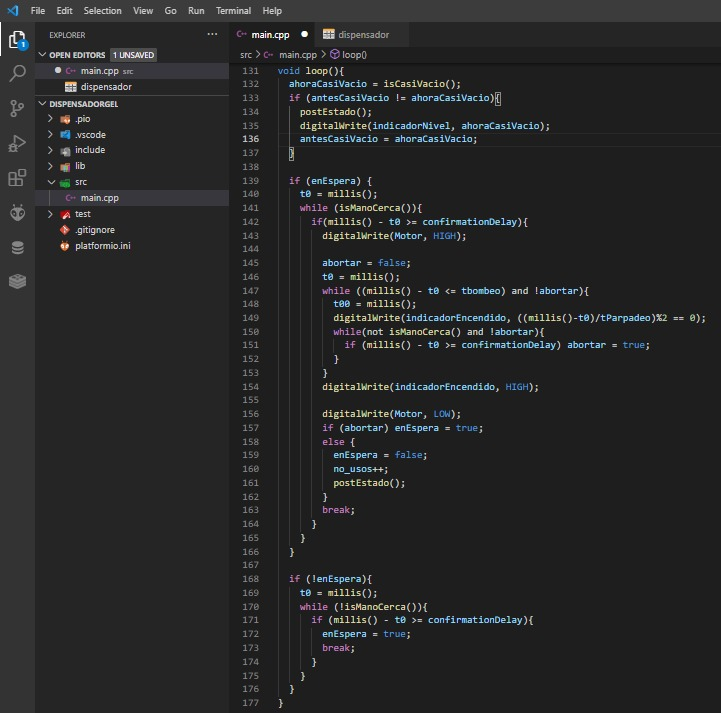 File Edit Selection View Go Run Terminal Help
EXPLORER ···
OPEN EDITORS 1 UNSAVED
main.cpp src
dispensador
DISPENSADORGEL
.pio
.vscode
include
lib
src
main.cpp
test
.gitignore
platformio.ini
1
main.cpp dispensador
src > main.cpp > loop()
131 void loop(){
132 ahoraCasiVacio = isCasiVacio();
133 if (antesCasiVacio != ahoraCasiVacio){
134 postEstado();
135 digitalWrite(indicadorNivel, ahoraCasiVacio);
136 antesCasiVacio = ahoraCasiVacio;
137 }
138
139 if (enEspera) {
140 t0 = millis();
141 while (isManoCerca()){
142 if(millis() - t0 >= confirmationDelay){
143 digitalWrite(Motor, HIGH);
144
145 abortar = false;
146 t0 = millis();
147 while ((millis() - t0 <= tbombeo) and !abortar){
148 t00 = millis();
149 digitalWrite(indicadorEncendido, ((millis()-t0)/tParpadeo)%2 == 0);
150 while(not isManoCerca() and !abortar){
151 if (millis() - t0 >= confirmationDelay) abortar = true;
152 }
153 }
154 digitalWrite(indicadorEncendido, HIGH);
155
156 digitalWrite(Motor, LOW);
157 if (abortar) enEspera = true;
158 else {
159 enEspera = false;
160 no_usos++;
161 postEstado();
162 }
163 break;
164 }
165 }
166 }
167
168 if (!enEspera){
169 t0 = millis();
170 while (!isManoCerca()){
171 if (millis() - t0 >= confirmationDelay){
172 enEspera = true;
173 break;
174 }
175 }
176 }
177 }